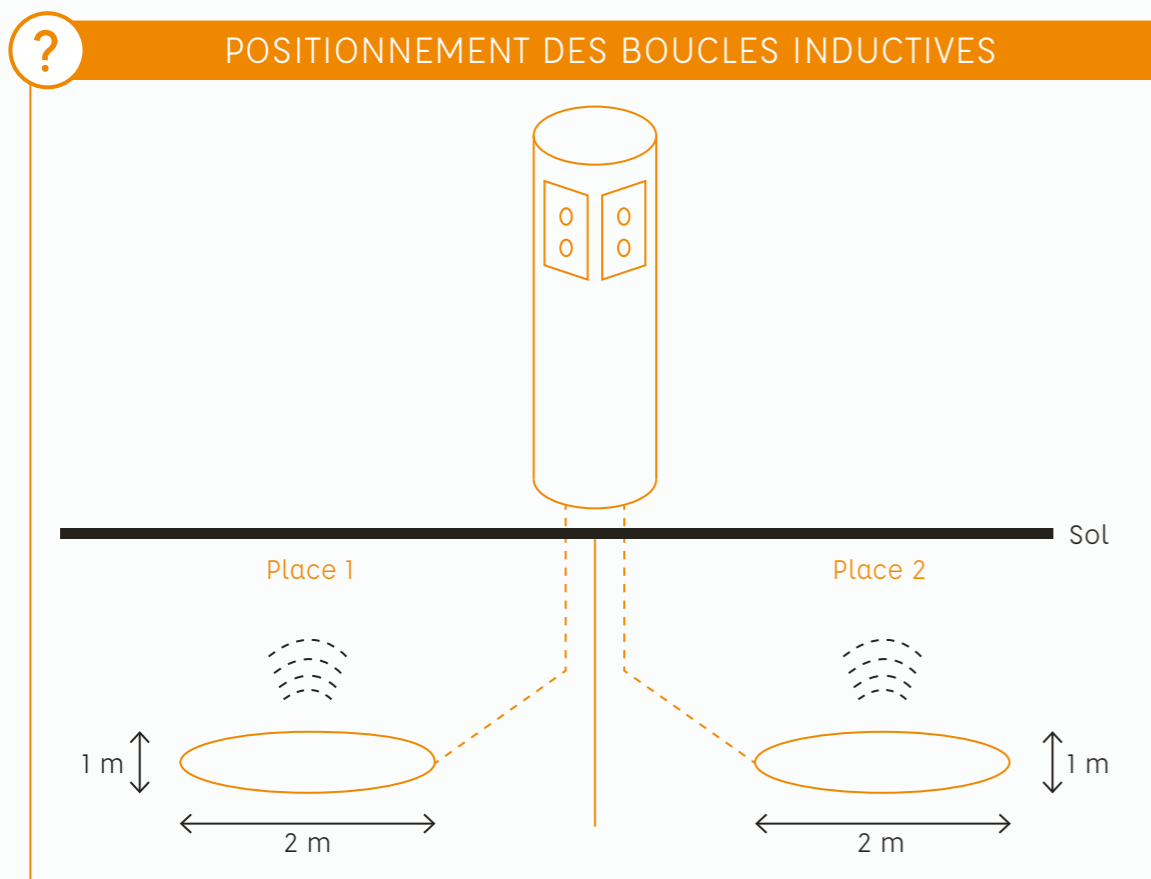 ?
POSITIONNEMENT DES BOUCLES INDUCTIVES
Sol
Place 1
Place 2
1 m
1 m
2 m
2 m